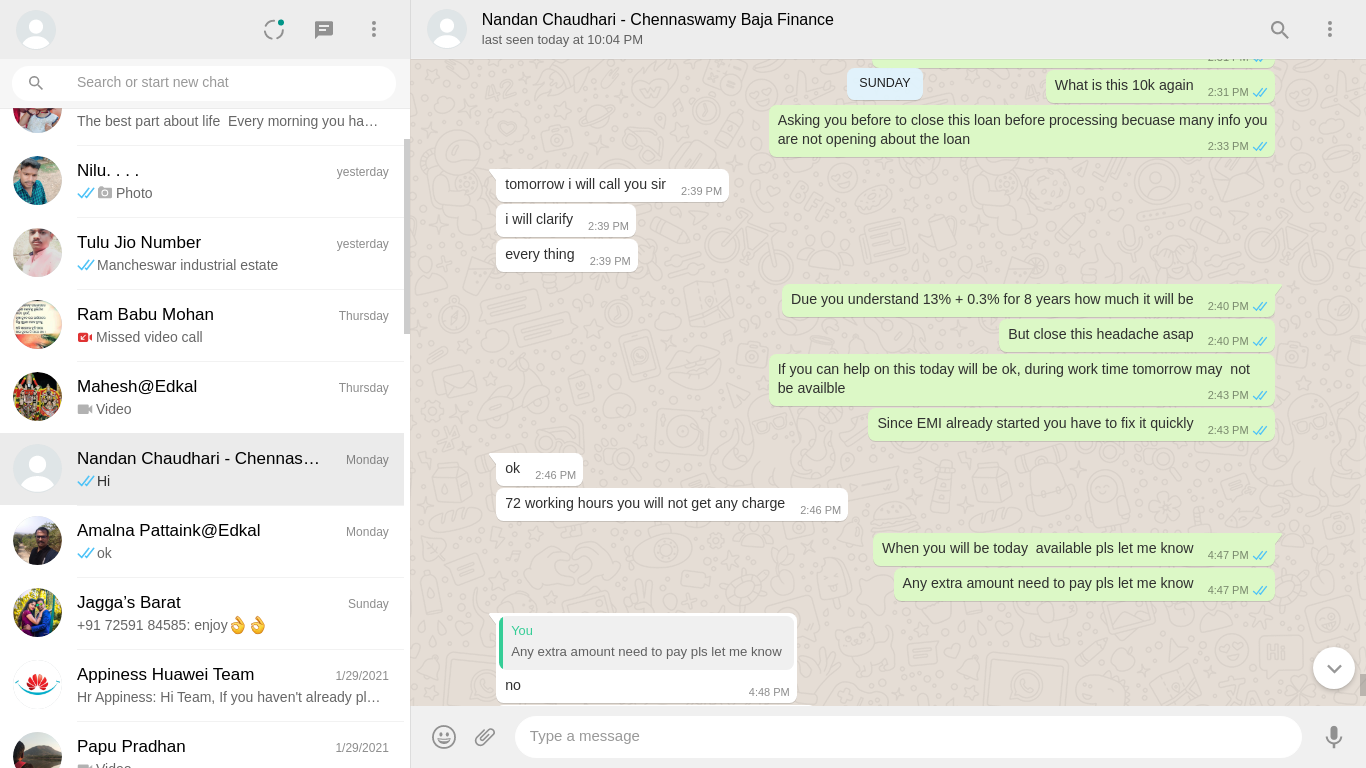 Search or start new chat
The best part about life  Every morning you ha…
Nilu. . . .
yesterday
Photo
Tulu Jio Number
yesterday
Mancheswar industrial estate
Ram Babu Mohan
Thursday
Missed video call
Mahesh@Edkal
Thursday
Video
Nandan Chaudhari - Chennas…
Monday
Hi
Amalna Pattaink@Edkal
Monday
ok
Jagga’s Barat
Sunday
+91 72591 84585: enjoy👌👌
Appiness Huawei Team
1/29/2021
Hr Appiness: Hi Team, If you haven't already pl…
Papu Pradhan
1/29/2021
Video
Nandan Chaudhari - Chennaswamy Baja Finance
last seen today at 10:04 PM
SUNDAY
What is this 10k again
2:31 PM
Asking you before to close this loan before processing becuase many info you
are not opening about the loan
2:33 PM
tomorrow i will call you sir
2:39 PM
i will clarify
2:39 PM
every thing
2:39 PM
Due you understand 13% + 0.3% for 8 years how much it will be
2:40 PM
But close this headache asap
2:40 PM
If you can help on this today will be ok, during work time tomorrow may  not
be availble
2:43 PM
Since EMI already started you have to fix it quickly
2:43 PM
ok
2:46 PM
72 working hours you will not get any charge
2:46 PM
When you will be today  available pls let me know
4:47 PM
Any extra amount need to pay pls let me know
4:47 PM
You
Any extra amount need to pay pls let me know
no
4:48 PM
Type a message